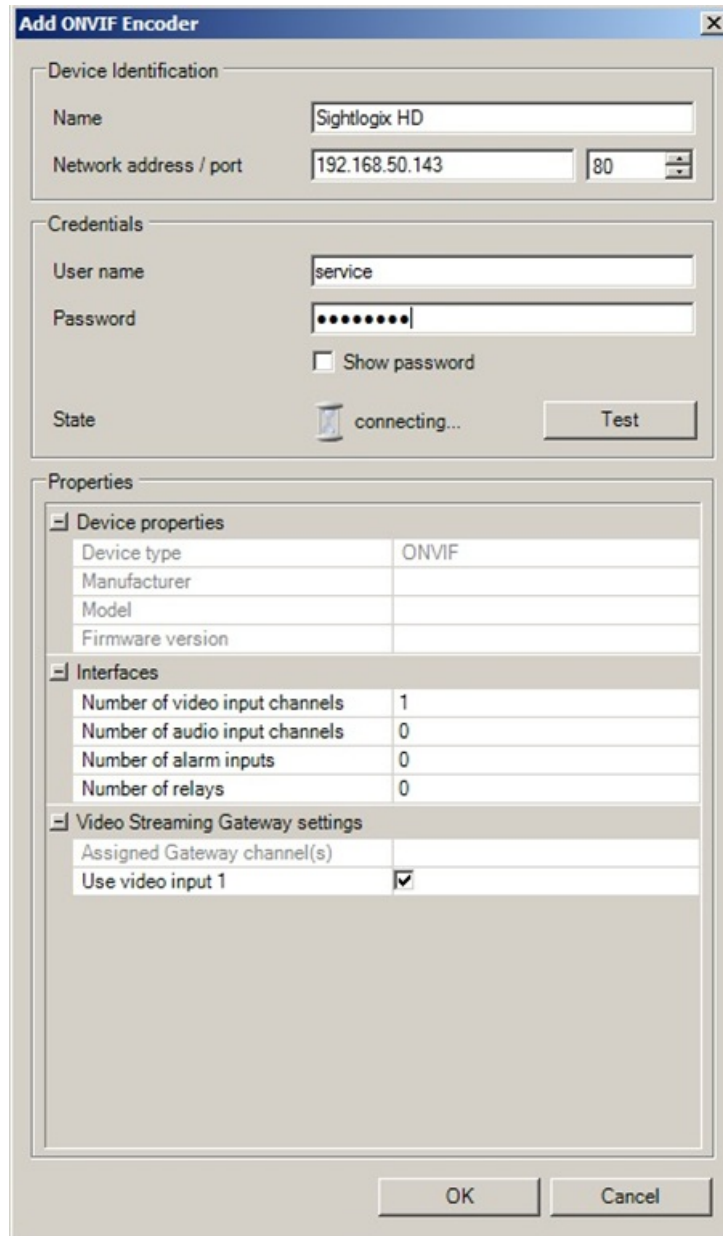 Add ONVIF Encoder
Device Identification
Name Sightlogix HD
Network address / port 192.168.50.143 80
Credentials
User name service
Password ●●●●●●●●
Show password
State connecting... Test
Properties
Device properties
Device type ONVIF
Manufacturer
Model
Firmware version
Interfaces
Number of video input channels 1
Number of audio input channels 0
Number of alarm inputs 0
Number of relays 0
Video Streaming Gateway settings
Assigned Gateway channel(s)
Use video input 1
OK Cancel